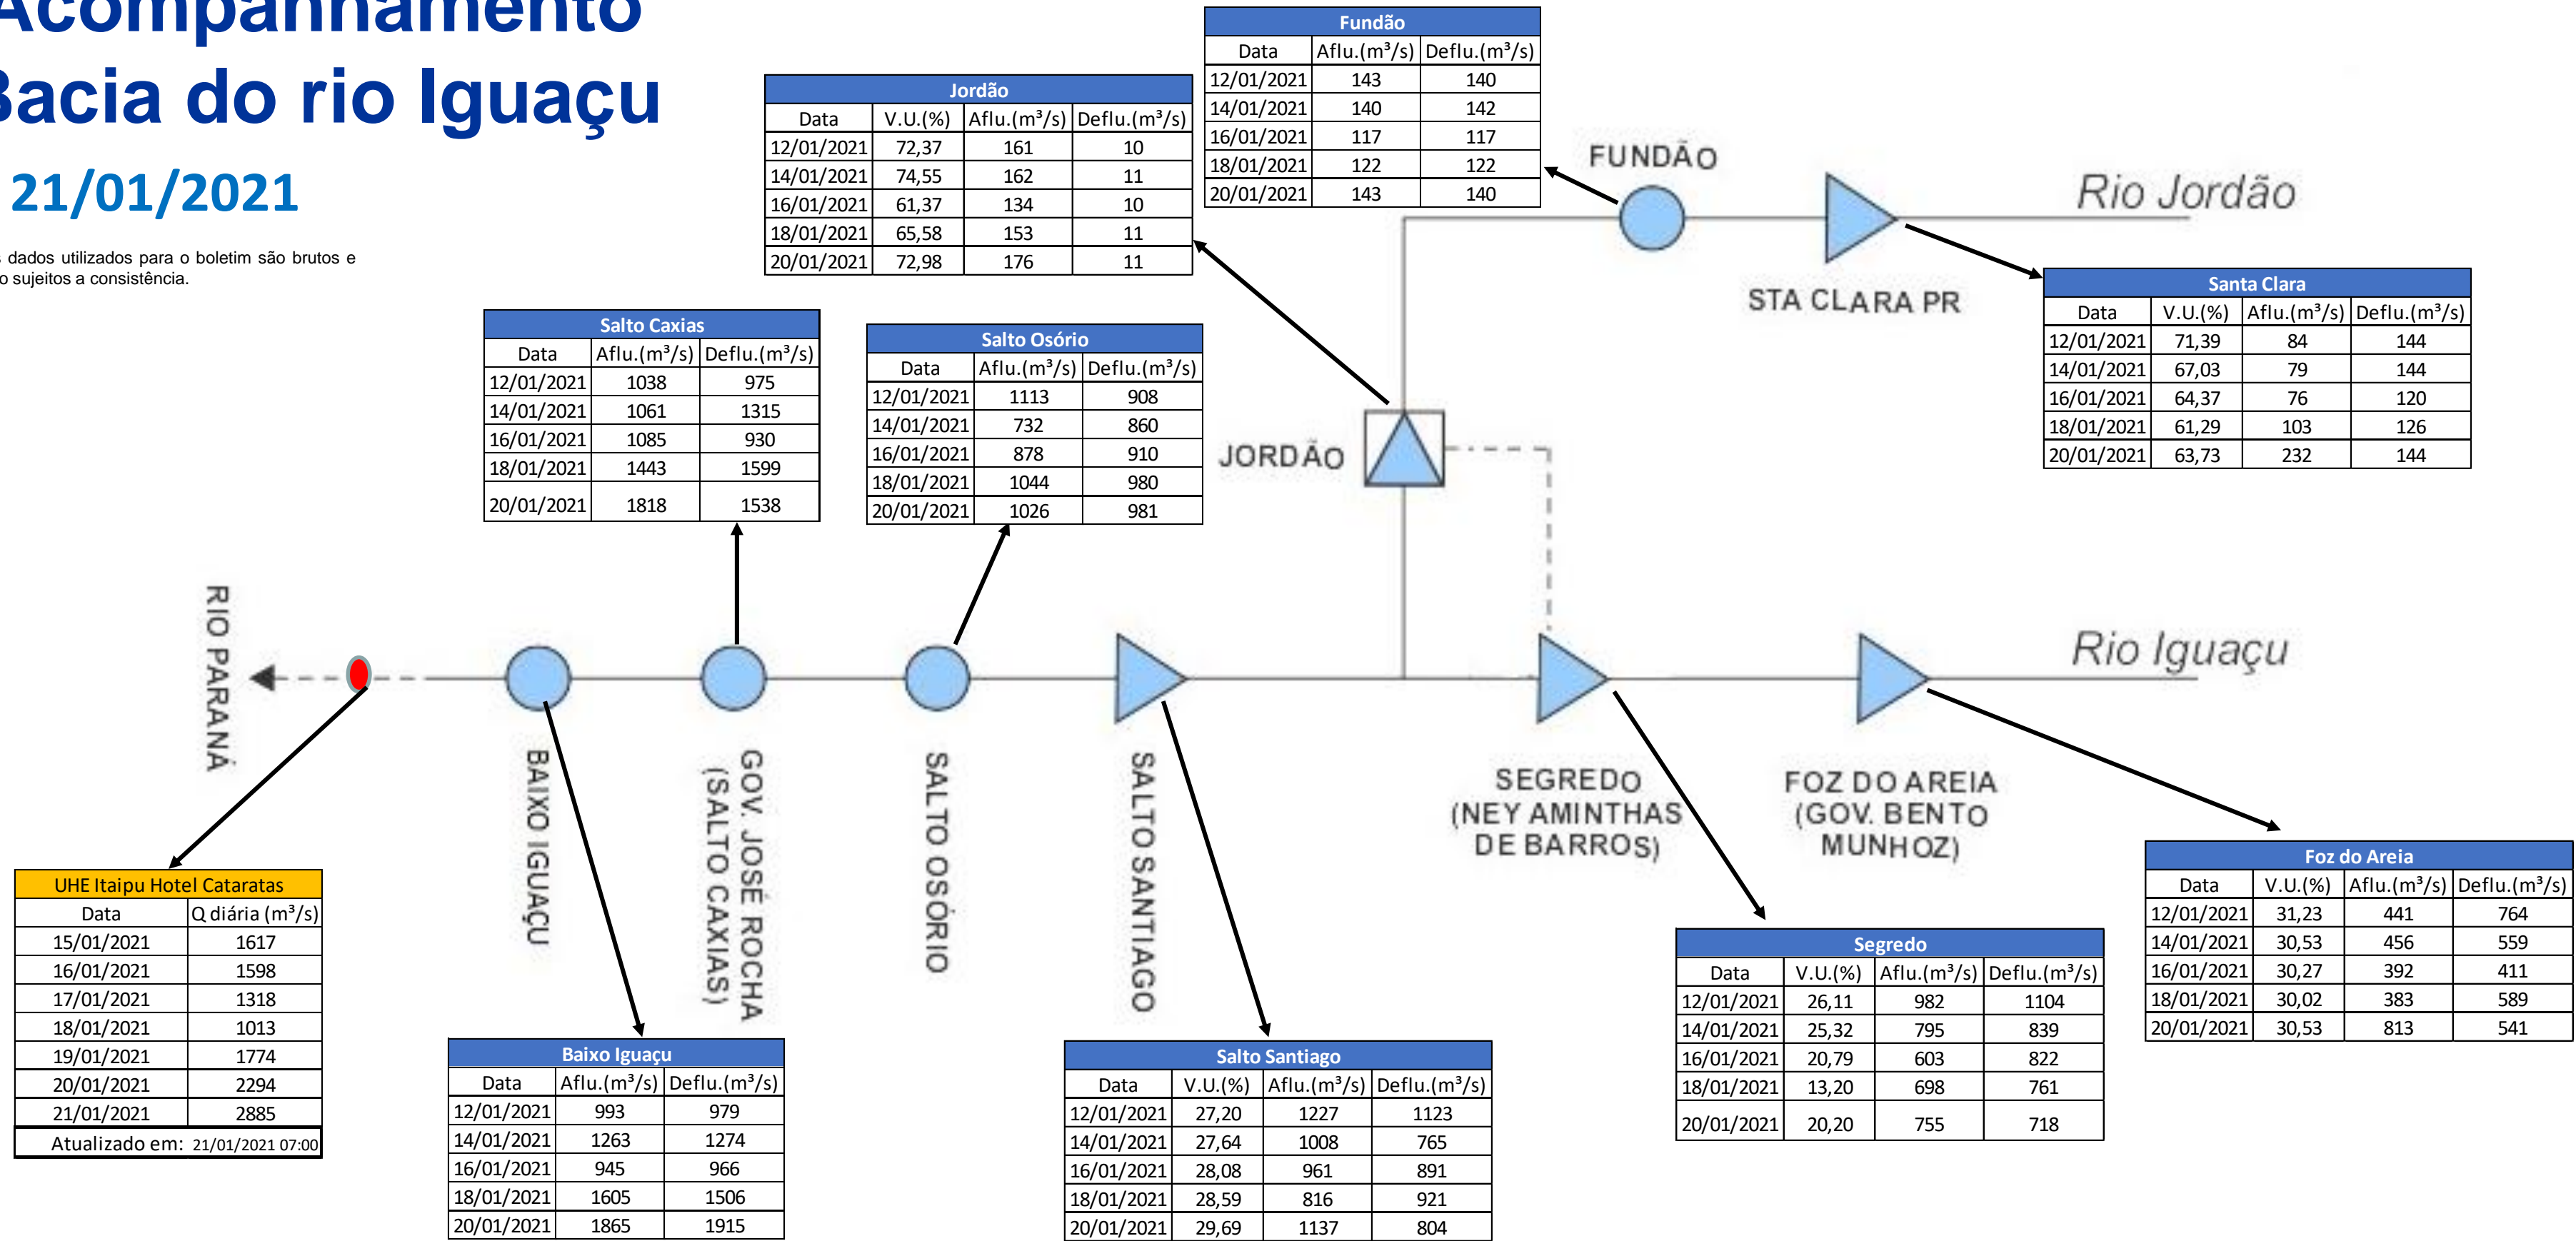 Acompanhamento
Bacia do rio Iguaçu
21/01/2021
dados utilizados para o boletim são brutos e
sujeitos a consistência.
Fundão
Data Aflu.(m³/s) Deflu.(m³/s)
12/01/2021 143 140
14/01/2021 140 142
16/01/2021 117 117
18/01/2021 122 122
20/01/2021 143 140
Jordão
Data V.U.(%) Aflu.(m³/s) Deflu.(m³/s)
12/01/2021 72,37 161 10
14/01/2021 74,55 162 11
16/01/2021 61,37 134 10
18/01/2021 65,58 153 11
20/01/2021 72,98 176 11
FUNDÃO
Rio Jordão
STA CLARA PR
Santa Clara
Data V.U.(%) Aflu.(m³/s) Deflu.(m³/s)
12/01/2021 71,39 84 144
14/01/2021 67,03 79 144
16/01/2021 64,37 76 120
18/01/2021 61,29 103 126
20/01/2021 63,73 232 144
Salto Caxias
Data Aflu.(m³/s) Deflu.(m³/s)
12/01/2021 1038 975
14/01/2021 1061 1315
16/01/2021 1085 930
18/01/2021 1443 1599
20/01/2021 1818 1538
Salto Osório
Data Aflu.(m³/s) Deflu.(m³/s)
12/01/2021 1113 908
14/01/2021 732 860
16/01/2021 878 910
18/01/2021 1044 980
20/01/2021 1026 981
JORDÃO
RIO PARANÁ
Rio Iguaçu
BAIXO IGUAÇU
GOV. JOSÉ ROCHA
(SALTO CAXIAS)
SALTO OSÓRIO
SALTO SANTIAGO
SEGREDO
(NEY AMINTHAS
DE BARROS)
FOZ DO AREIA
(GOV. BENTO
MUNHOZ)
Foz do Areia
Data V.U.(%) Aflu.(m³/s) Deflu.(m³/s)
12/01/2021 31,23 441 764
14/01/2021 30,53 456 559
16/01/2021 30,27 392 411
18/01/2021 30,02 383 589
20/01/2021 30,53 813 541
UHE Itaipu Hotel Cataratas
Data Q diária (m³/s)
15/01/2021 1617
16/01/2021 1598
17/01/2021 1318
18/01/2021 1013
19/01/2021 1774
20/01/2021 2294
21/01/2021 2885
Atualizado em: 21/01/2021 07:00
Segredo
Data V.U.(%) Aflu.(m³/s) Deflu.(m³/s)
12/01/2021 26,11 982 1104
14/01/2021 25,32 795 839
16/01/2021 20,79 603 822
18/01/2021 13,20 698 761
20/01/2021 20,20 755 718
Baixo Iguaçu
Data Aflu.(m³/s) Deflu.(m³/s)
12/01/2021 993 979
14/01/2021 1263 1274
16/01/2021 945 966
18/01/2021 1605 1506
20/01/2021 1865 1915
Salto Santiago
Data V.U.(%) Aflu.(m³/s) Deflu.(m³/s)
12/01/2021 27,20 1227 1123
14/01/2021 27,64 1008 765
16/01/2021 28,08 961 891
18/01/2021 28,59 816 921
20/01/2021 29,69 1137 804